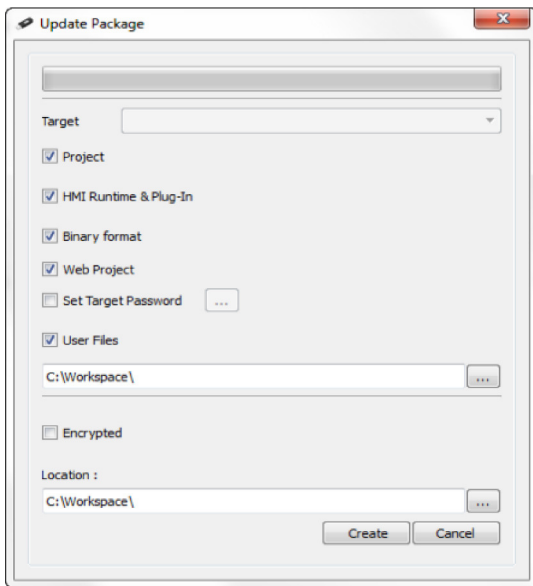 Update Package
Target
Project
HMI Runtime & Plug-In
Binary format
Web Project
Set Target Password ...
User Files
C:\Workspace\ ...
Encrypted
Location :
C:\Workspace\ ...
Create Cancel